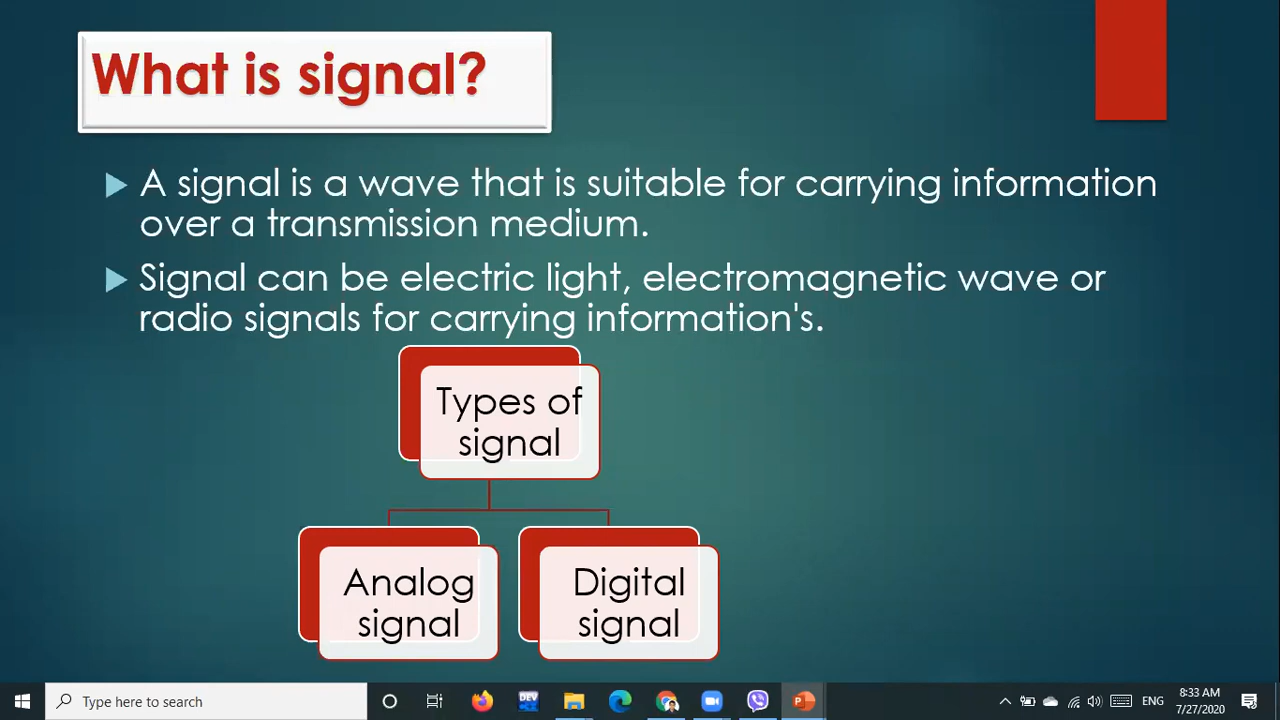 What is signal?
A signal is a wave that is suitable for carrying information
over a transmission medium.
Signal can be electric light, electromagnetic wave or
radio signals for carrying information's.
Types of
signal
Analog
signal
Digital
signal
Type here to search
DEV
ENG
8:33 AM
7/27/2020